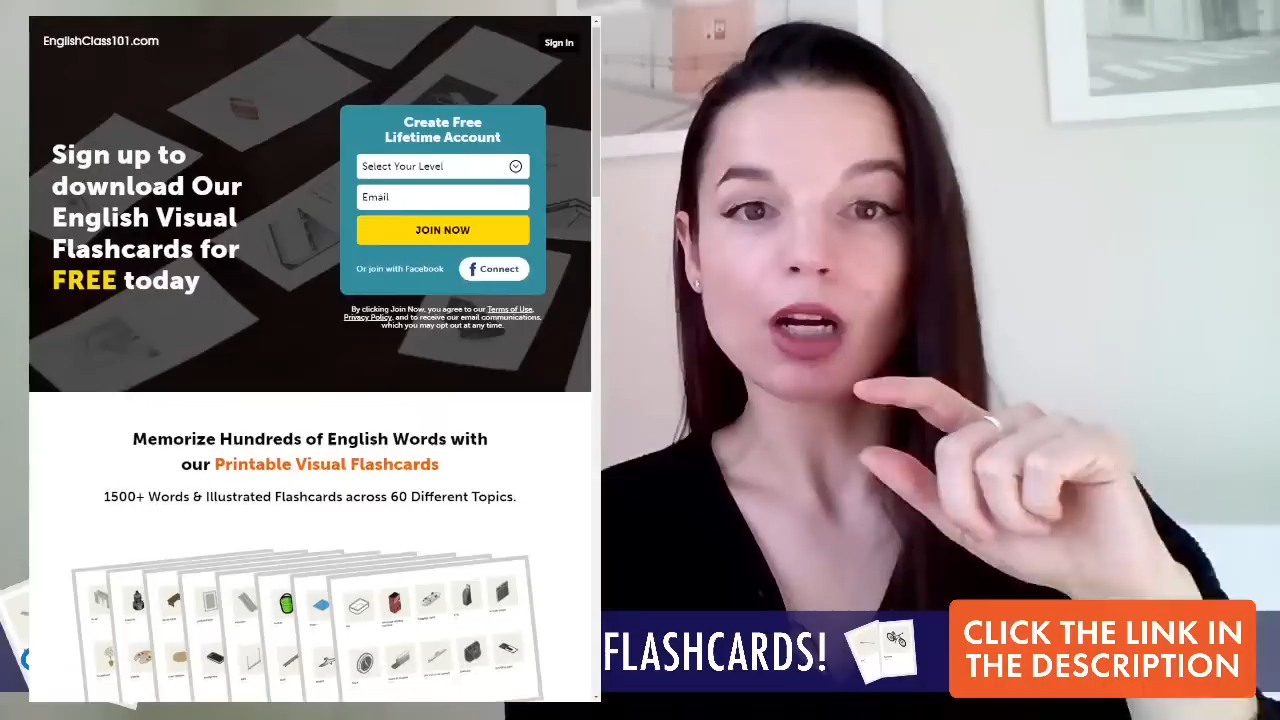 EnglishClass101.com
Sign In
Sign up to
download Our
English Visual
Flashcards for
FREE today
Create Free
Lifetime Account
Select Your Level
Email
JOIN NOW
Or join with Facebook
Connect
By clicking Join Now, you agree to our Terms of Use,
Privacy Policy, and to receive our email communications,
which you may opt out at any time.
Memorize Hundreds of English Words with
our Printable Visual Flashcards
1500+ Words & Illustrated Flashcards across 60 Different Topics.
FLASHCARDS!
CLICK THE LINK IN
THE DESCRIPTION